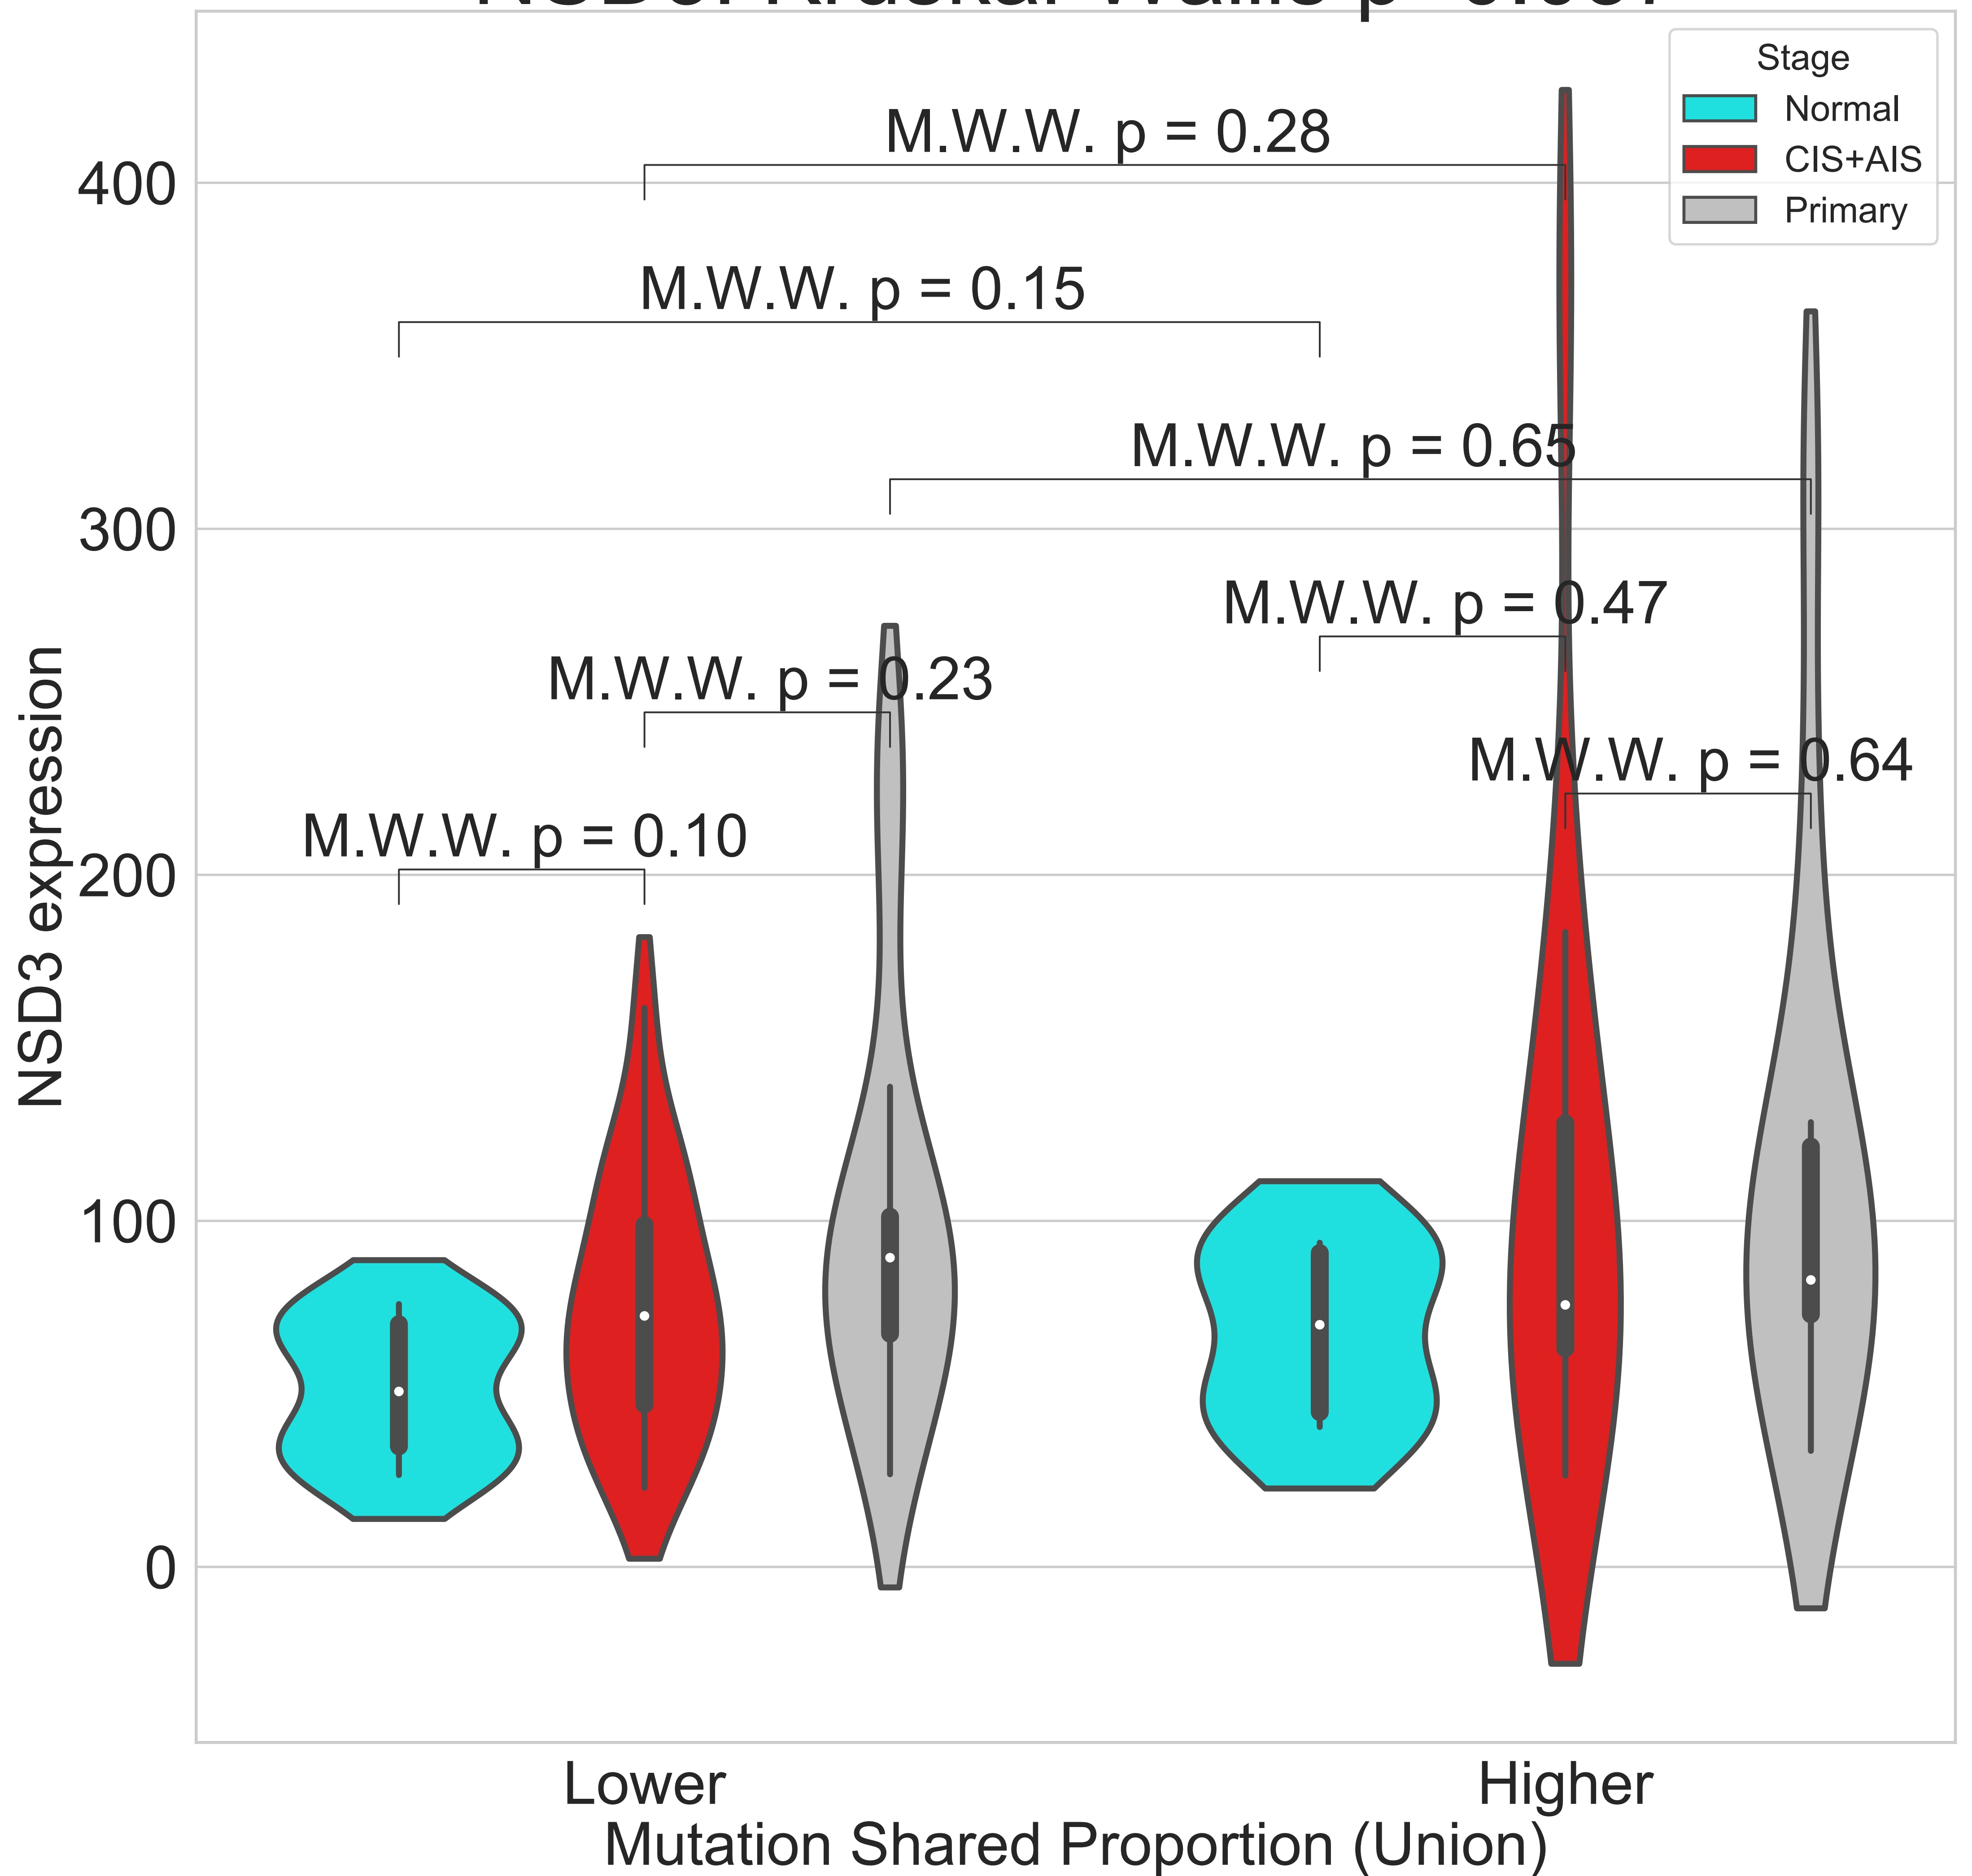 Stage
Normal
CIS+AIS
Primary
M.W.W. p = 0.28
M.W.W. p = 0.15
M.W.W. p = 0.65
M.W.W. p = 0.47
M.W.W. p = 0.23
M.W.W. p = 0.64
M.W.W. p = 0.10
400
300
200
100
0
NSD3 expression
Lower
Higher
Mutation Shared Proportion (Union)